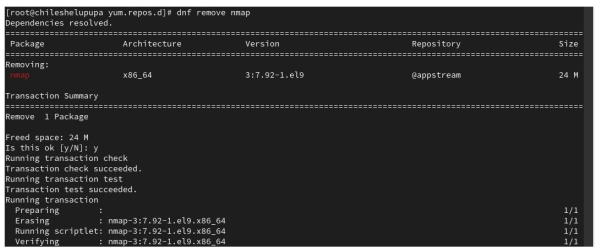 [root@chileshelupupa yum.repos.d]# dnf remove nmap
Dependencies resolved.
================================================================================
Package Architecture Version Repository Size
================================================================================
Removing:
nmap x86_64 3:7.92-1.el9 @appstream 24 M

Transaction Summary
================================================================================
Remove 1 Package

Freed space: 24 M
Is this ok [y/N]: y
Running transaction check
Transaction check succeeded.
Running transaction test
Transaction test succeeded.
Running transaction
Preparing : 1/1
Erasing : nmap-3:7.92-1.el9.x86_64 1/1
Running scriptlet: nmap-3:7.92-1.el9.x86_64 1/1
Verifying : nmap-3:7.92-1.el9.x86_64 1/1